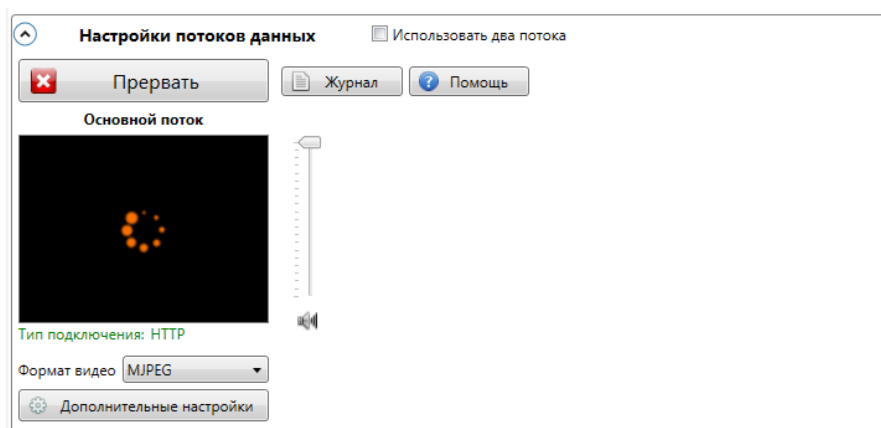 Настройки потоков данных
Использовать два потока
Прервать
Журнал
Помощь
Основной поток
Тип подключения: HTTP
Формат видео MJPEG
Дополнительные настройки